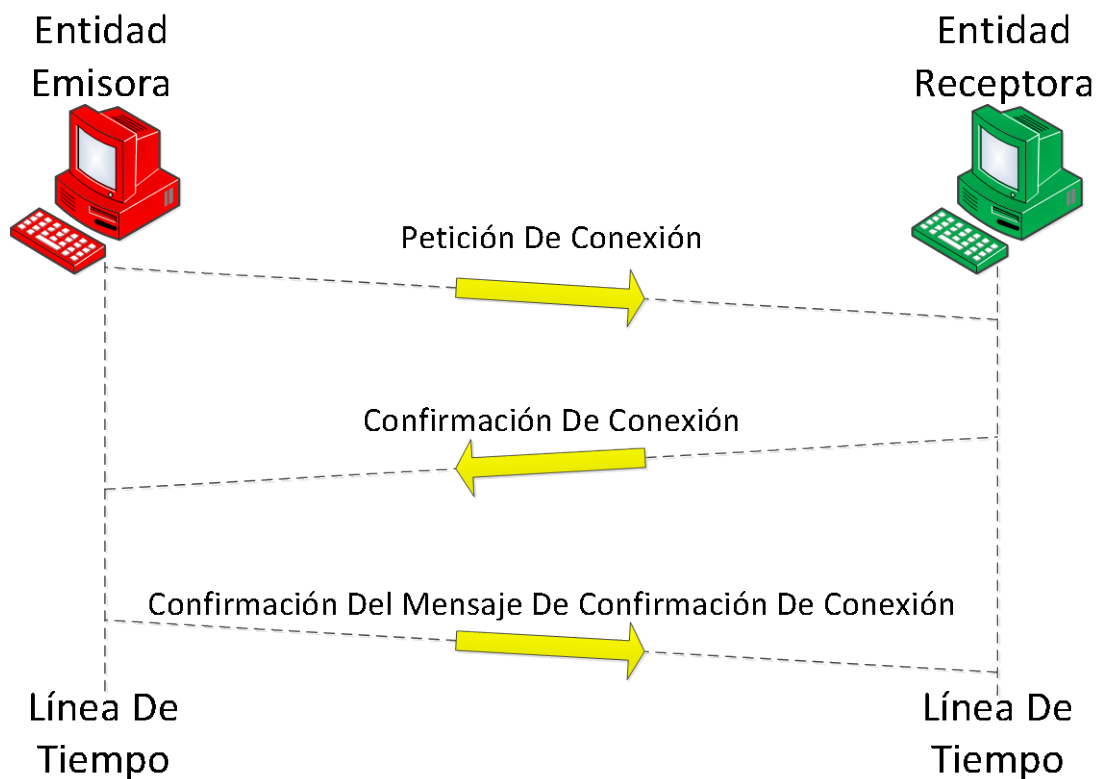 Entidad
Emisora
Entidad
Receptora
Petición De Conexión
Confirmación De Conexión
Confirmación Del Mensaje De Confirmación De Conexión
Línea De
Tiempo
Línea De
Tiempo